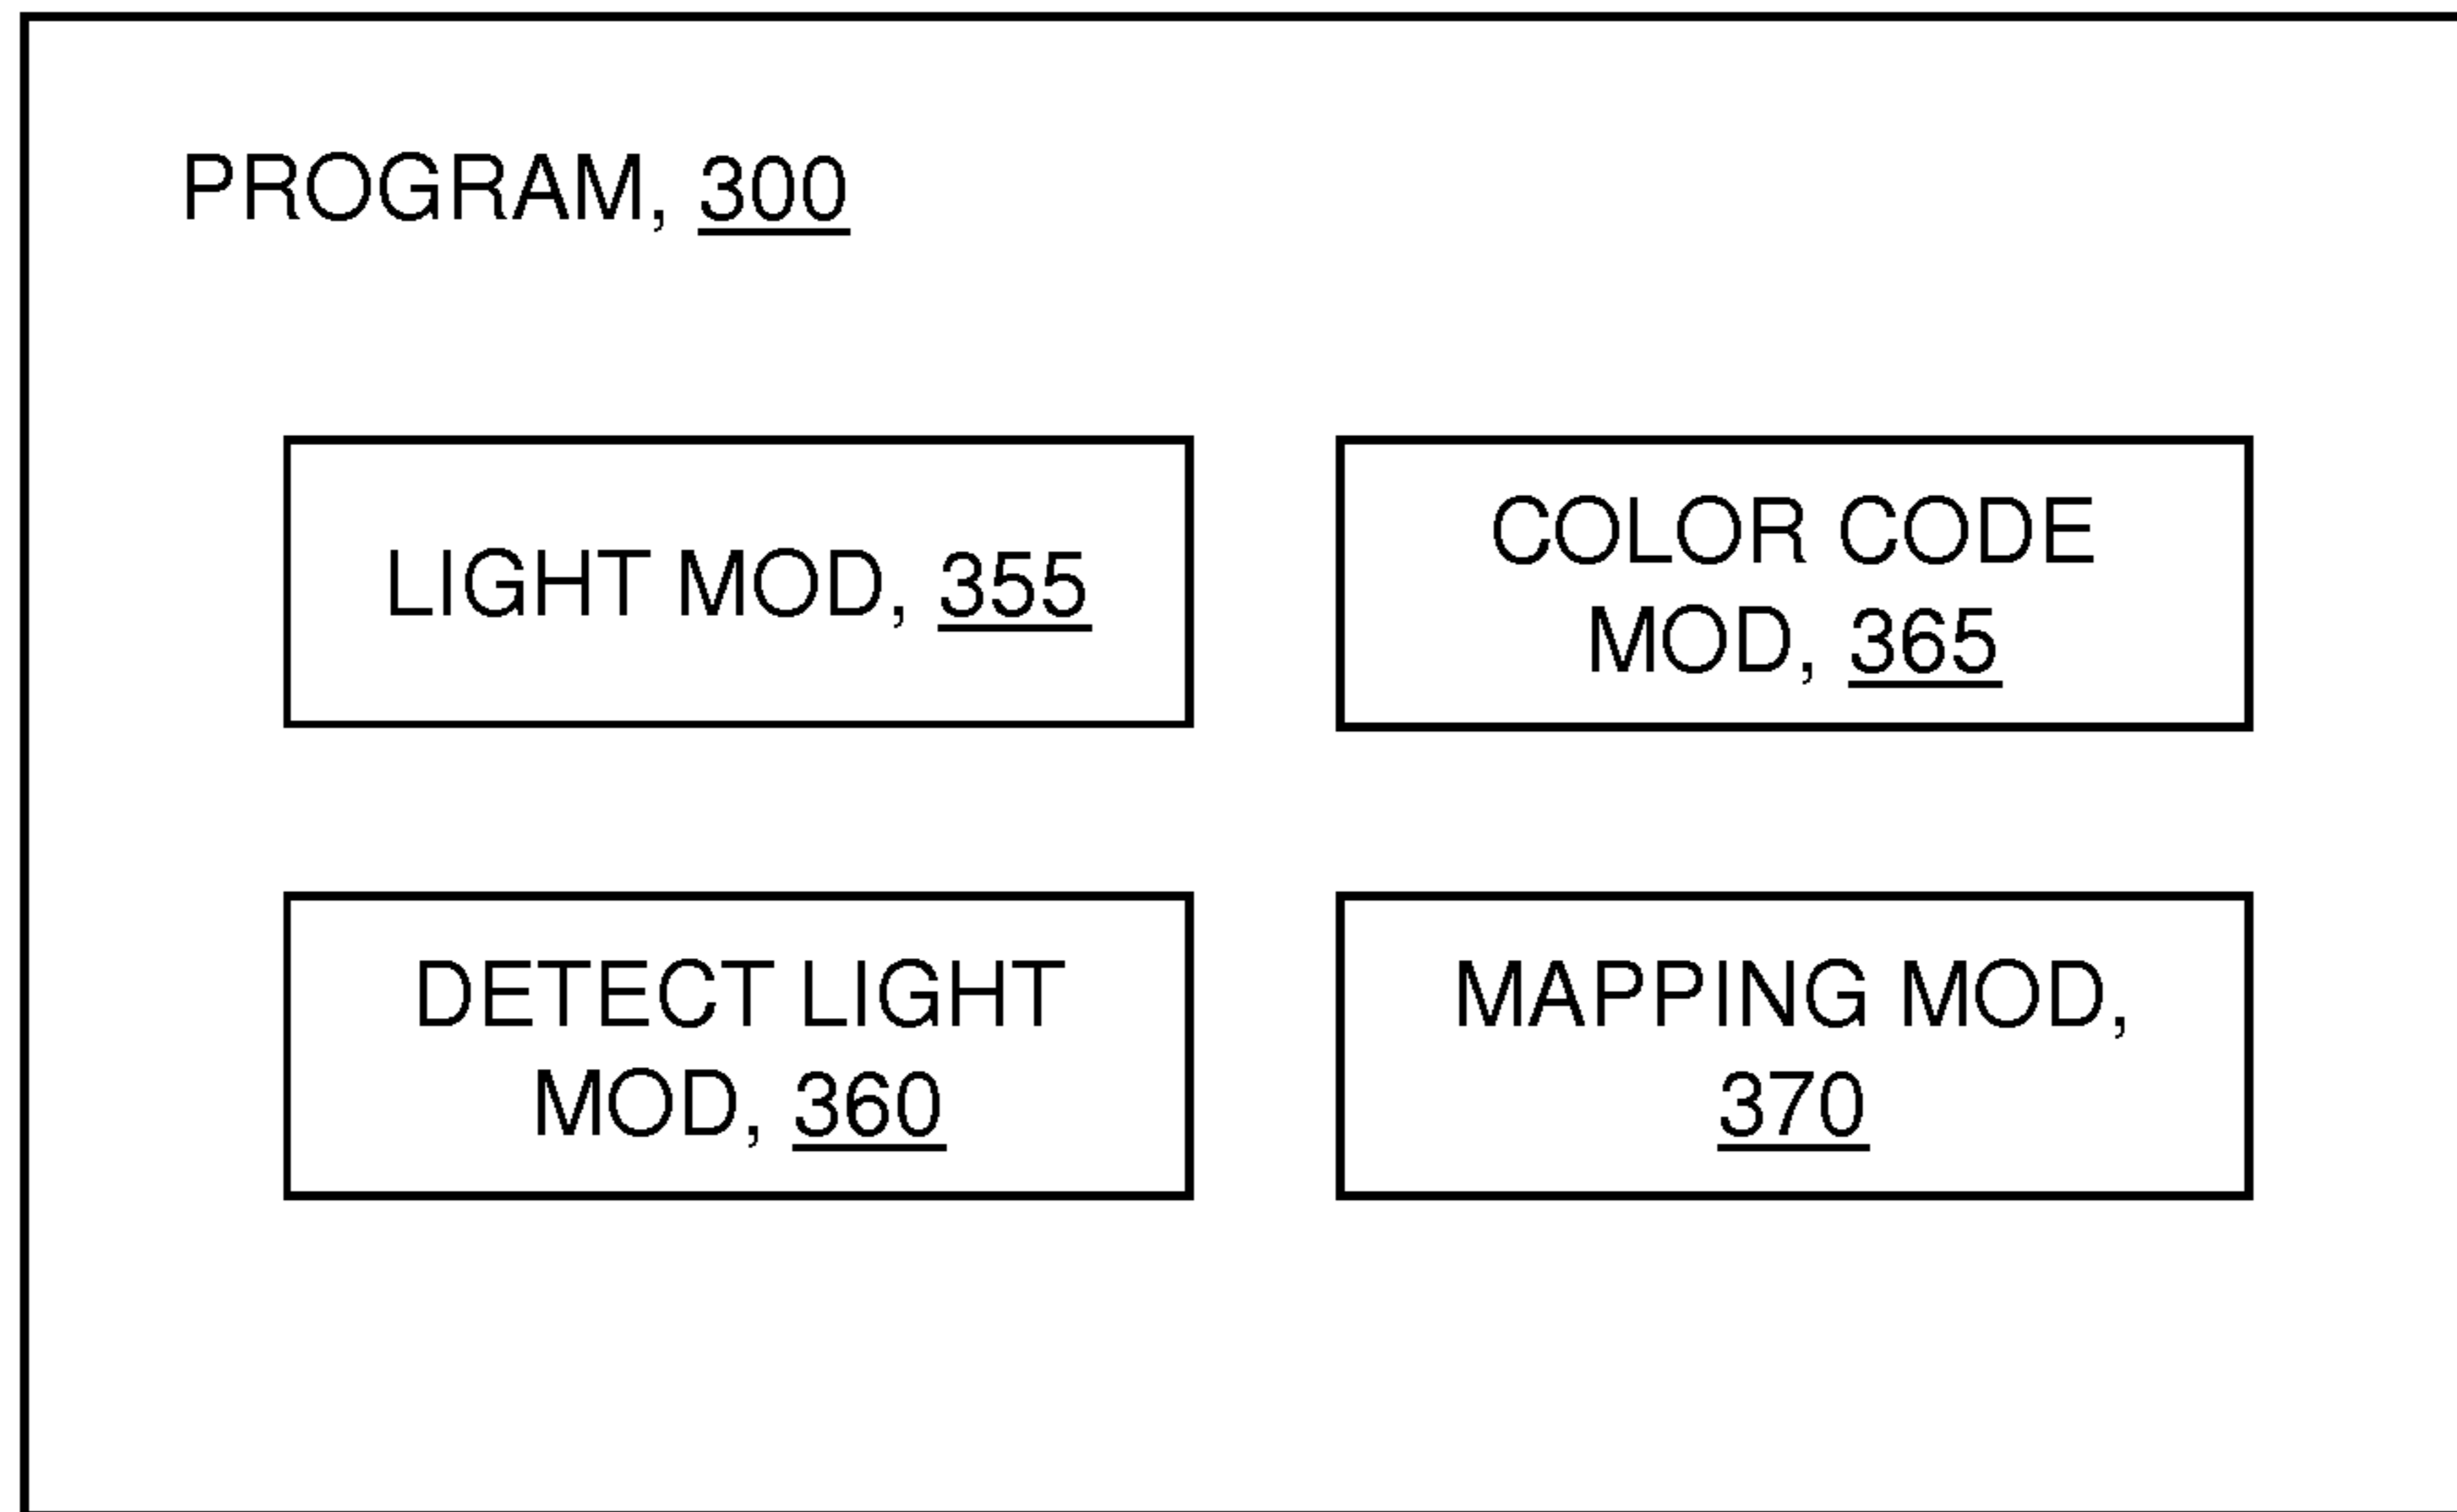 PROGRAM, 300
LIGHT MOD, 355
COLOR CODE
MOD, 365
DETECT LIGHT
MOD, 360
MAPPING MOD,
370